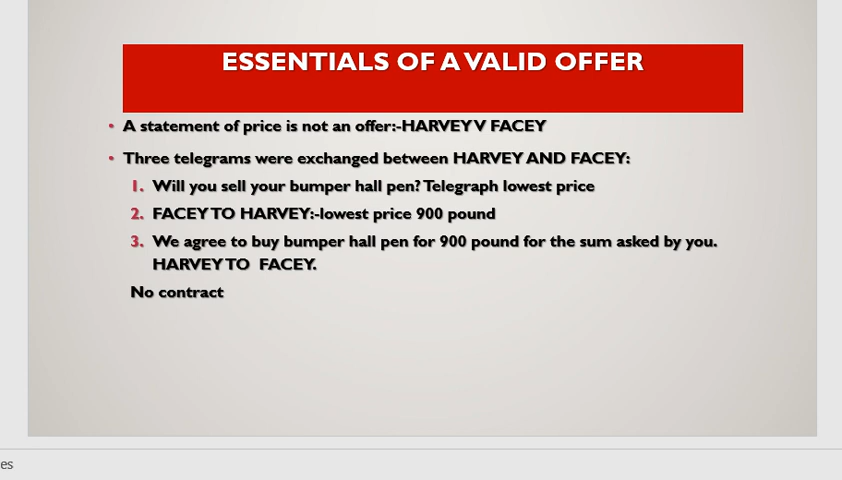 ESSENTIALS OF A VALID OFFER
• A statement of price is not an offer:-HARVEY V FACEY
• Three telegrams were exchanged between HARVEY AND FACEY:
1. Will you sell your bumper hall pen? Telegraph lowest price
2. FACEY TO HARVEY:-lowest price 900 pound
3. We agree to buy bumper hall pen for 900 pound for the sum asked by you.
HARVEY TO FACEY.
No contract
es